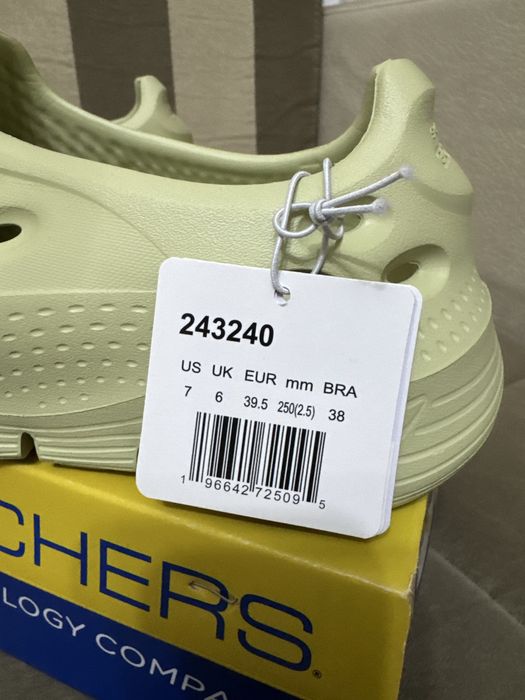 243240
US UK EUR mm BRA
7 6 39.5 250(2.5) 38
1 96642 72509 5
CHERS.
LOGY COMPA